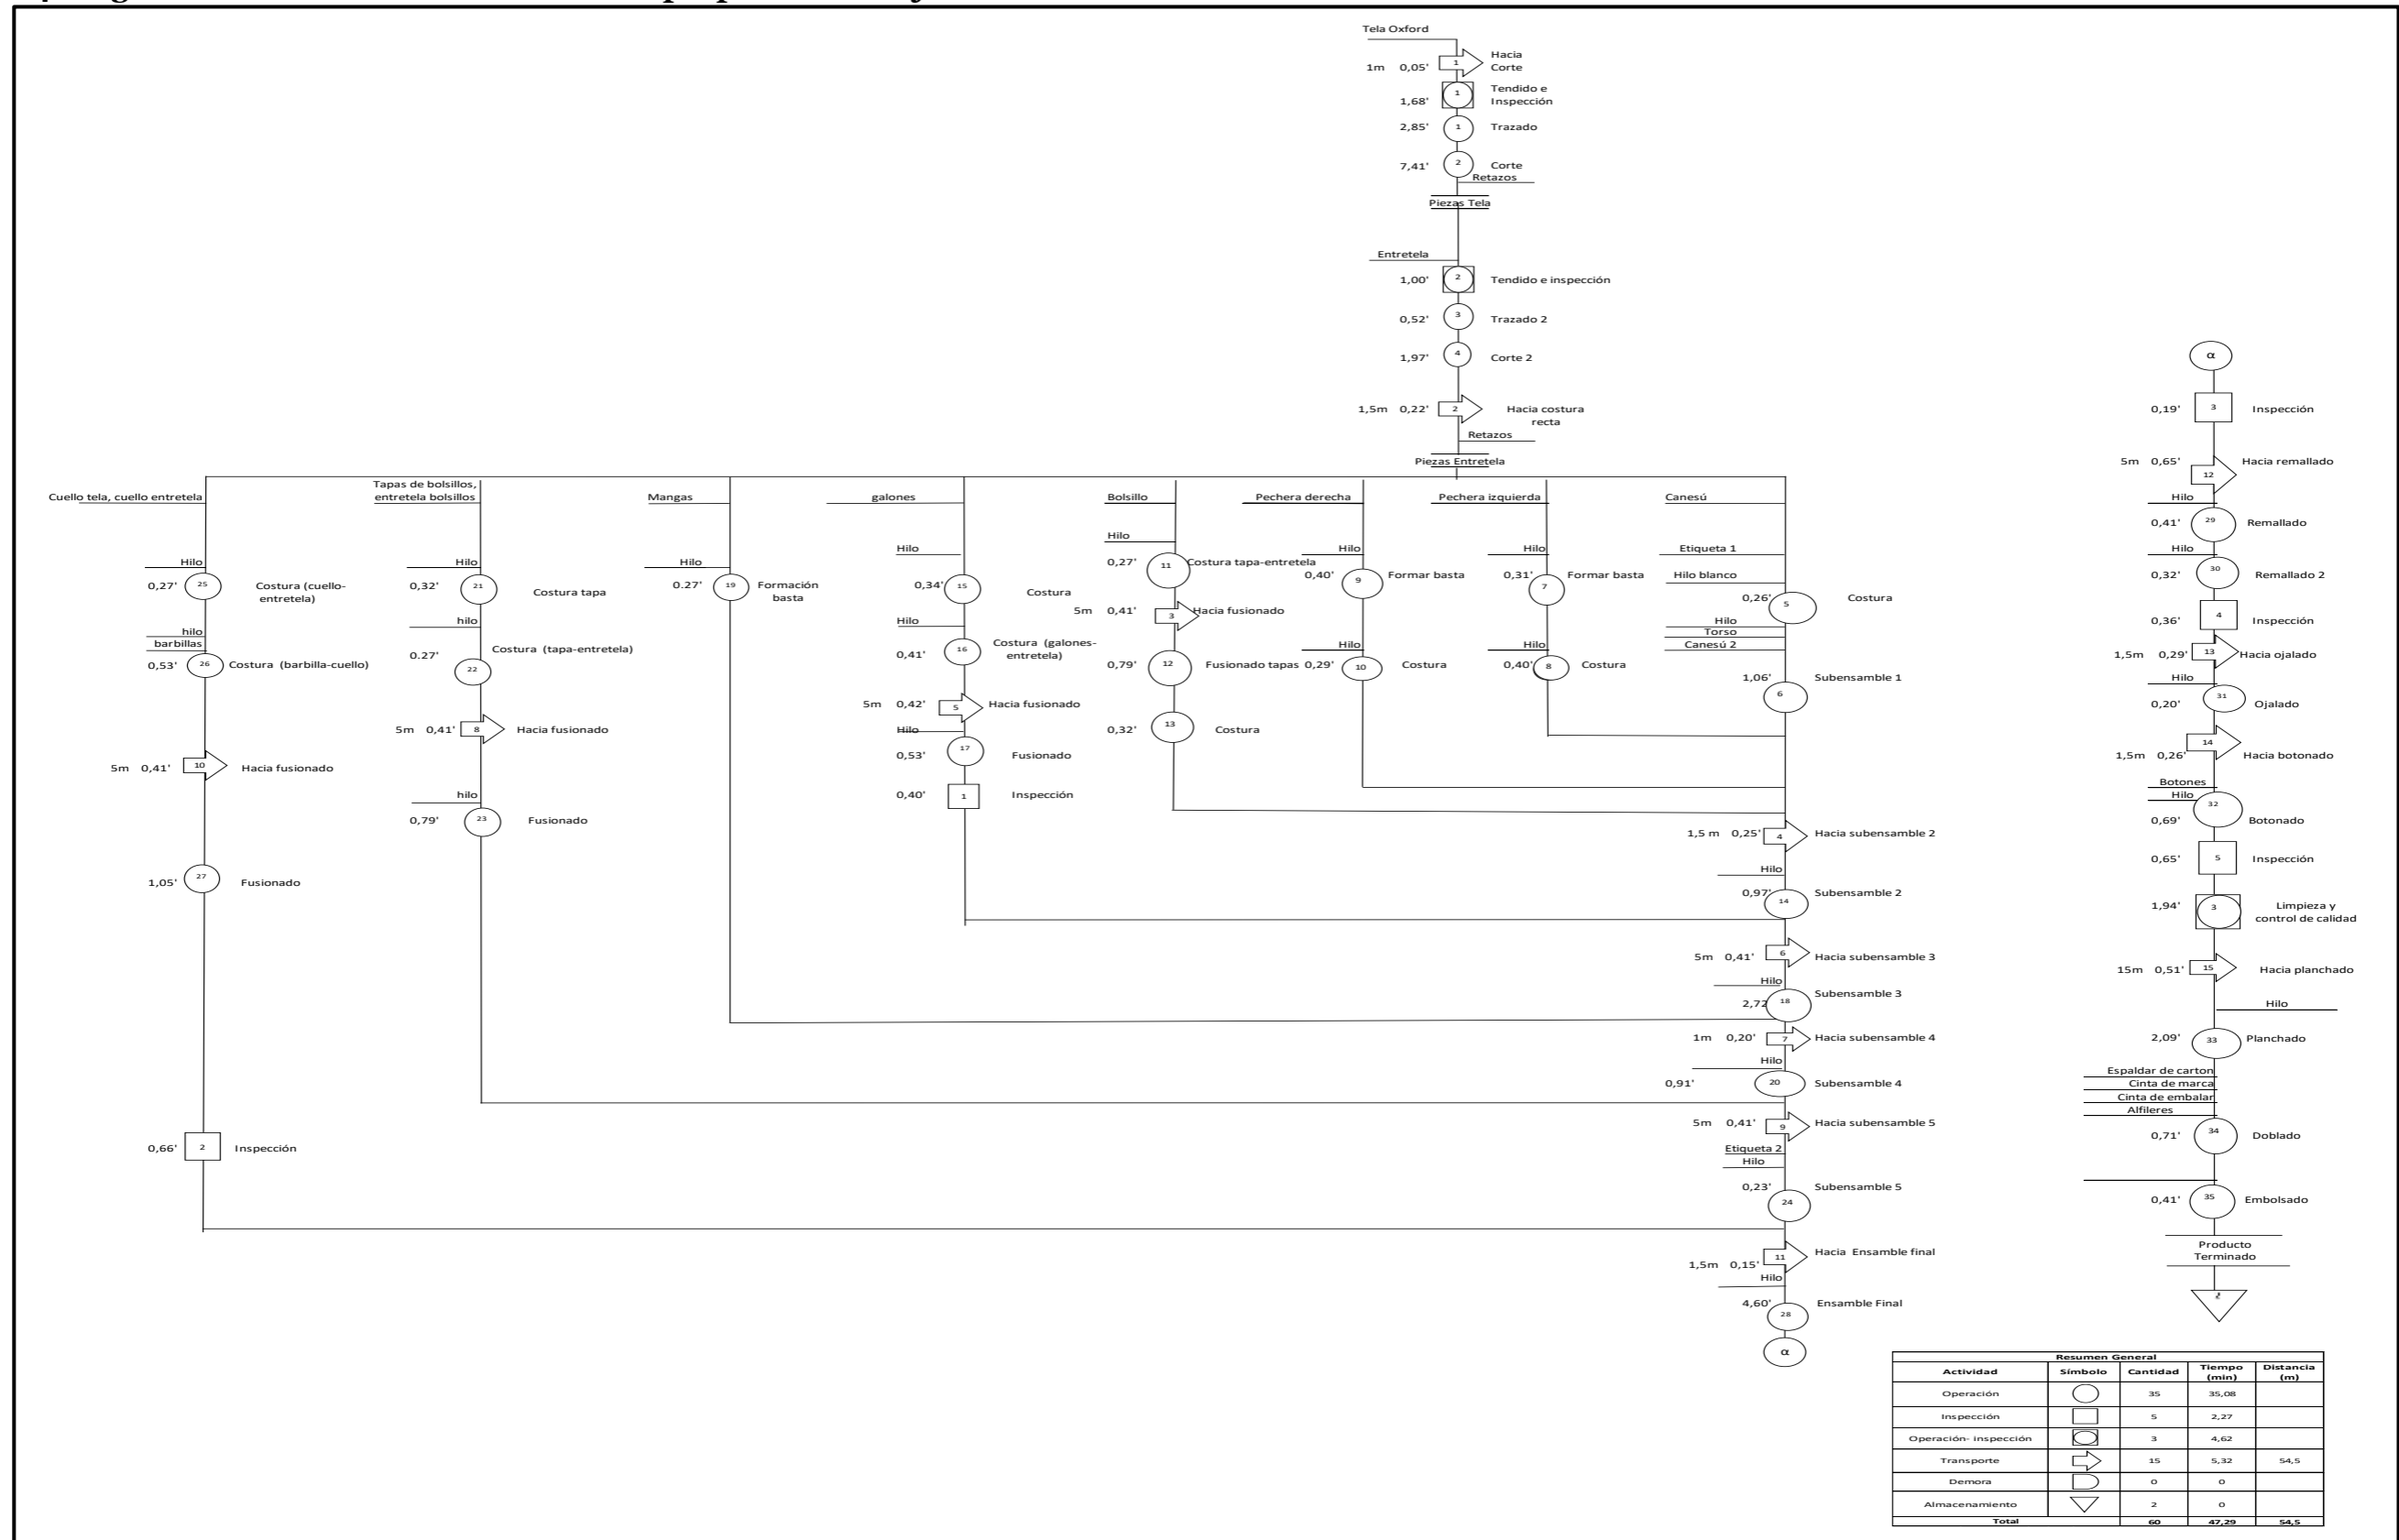 Tela Oxford
1m 0,05' 1 Hacia
Corte
1,68' 1 Tendido e
Inspección
2,85' 1 Trazado
7,41' 2 Corte
Retazos
Piezas Tela
Entretela
1,00' 2 Tendido e inspección
0,52' 3 Trazado 2
1,97' 4 Corte 2
1,5m 0,22' 2 Hacia costura
recta
Retazos
Piezas Entretela
Cuello tela, cuello entretela
Hilo
0,27' 25 Costura (cuello-
entretela)
hilo
barbillas
0,53' 26 Costura (barbilla-cuello)
5m 0,41' 10 Hacia fusionado
1,05' 27 Fusionado
0,66' 2 Inspección
Tapas de bolsillos,
entretela bolsillos
Hilo
0,32' 21 Costura tapa
hilo
0.27' 22 Costura (tapa-entretela)
5m 0,41' 8 Hacia fusionado
hilo
0,79' 23 Fusionado
Mangas
Hilo
0.27' 19 Formación
basta
galones
Hilo
0,34' 15 Costura
Hilo
0,41' 16 Costura (galones-
entretela)
5m 0,42' 5 Hacia fusionado
Hilo
0,53' 17 Fusionado
0,40' 1 Inspección
Bolsillo
Hilo
0,27' 11 Costura tapa-entretela
5m 0,41' 3 Hacia fusionado
0,79' 12 Fusionado tapas
0,32' 13 Costura
Pechera derecha
Hilo
0,40' 9 Formar basta
Hilo
0,29' 10 Costura
Pechera izquierda
Hilo
0,31' 7 Formar basta
Hilo
0,40' 8 Costura
Canesú
Etiqueta 1
Hilo blanco
0,26' 5 Costura
Hilo
Torso
Canesú 2
1,06' 6 Subensamble 1
1,5 m 0,25' 4 Hacia subensamble 2
Hilo
0,97' 14 Subensamble 2
5m 0,41' 6 Hacia subensamble 3
Hilo
2,72 18 Subensamble 3
1m 0,20' 7 Hacia subensamble 4
Hilo
0,91' 20 Subensamble 4
5m 0,41' 9 Hacia subensamble 5
Etiqueta 2
Hilo
0,23' 24 Subensamble 5
1,5m 0,15' 11 Hacia Ensamble final
Hilo
4,60' 28 Ensamble Final
α
α
0,19' 3 Inspección
5m 0,65' 12 Hacia remallado
Hilo
0,41' 29 Remallado
Hilo
0,32' 30 Remallado 2
0,36' 4 Inspección
1,5m 0,29' 13 Hacia ojalado
Hilo
0,20' 31 Ojalado
1,5m 0,26' 14 Hacia botonado
Botones
Hilo
0,69' 32 Botonado
0,65' 5 Inspección
1,94' 3 Limpieza y
control de calidad
15m 0,51' 15 Hacia planchado
Hilo
2,09' 33 Planchado
Espaldar de carton
Cinta de marca
Cinta de embalar
Alfileres
0,71' 34 Doblado
0,41' 35 Embolsado
Producto
Terminado
Resumen General
Actividad Símbolo Cantidad Tiempo (min) Distancia (m)
Operación 35 35,08
Inspección 5 2,27
Operación- inspección 3 4,62
Transporte 15 5,32 54,5
Demora 0 0
Almacenamiento 2 0
Total 60 47,29 54,5